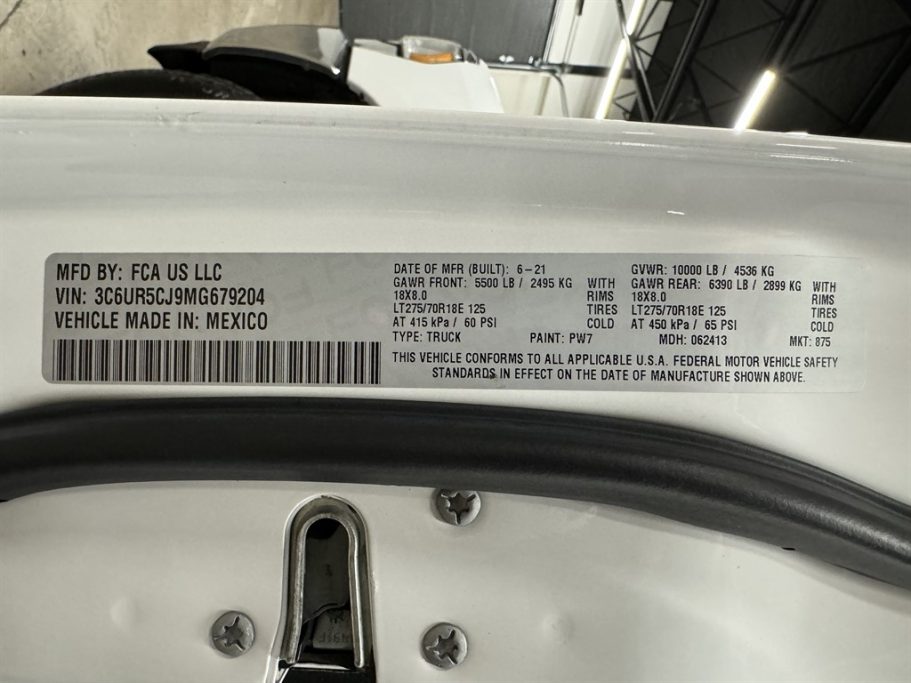 MFD BY: FCA US LLC
VIN: 3C6UR5CJ9MG679204
VEHICLE MADE IN: MEXICO
DATE OF MFR (BUILT): 6-21
GAWR FRONT: 5500 LB / 2495 KG WITH
18X8.0 RIMS
LT275/70R18E 125 TIRES
AT 415 kPa / 60 PSI COLD
TYPE: TRUCK PAINT: PW7
GVWR: 10000 LB / 4536 KG
GAWR REAR: 6390 LB / 2899 KG WITH
18X8.0 RIMS
LT275/70R18E 125 TIRES
AT 450 kPa / 65 PSI COLD
MDH: 062413 MKT: 875
THIS VEHICLE CONFORMS TO ALL APPLICABLE U.S.A. FEDERAL MOTOR VEHICLE SAFETY
STANDARDS IN EFFECT ON THE DATE OF MANUFACTURE SHOWN ABOVE.